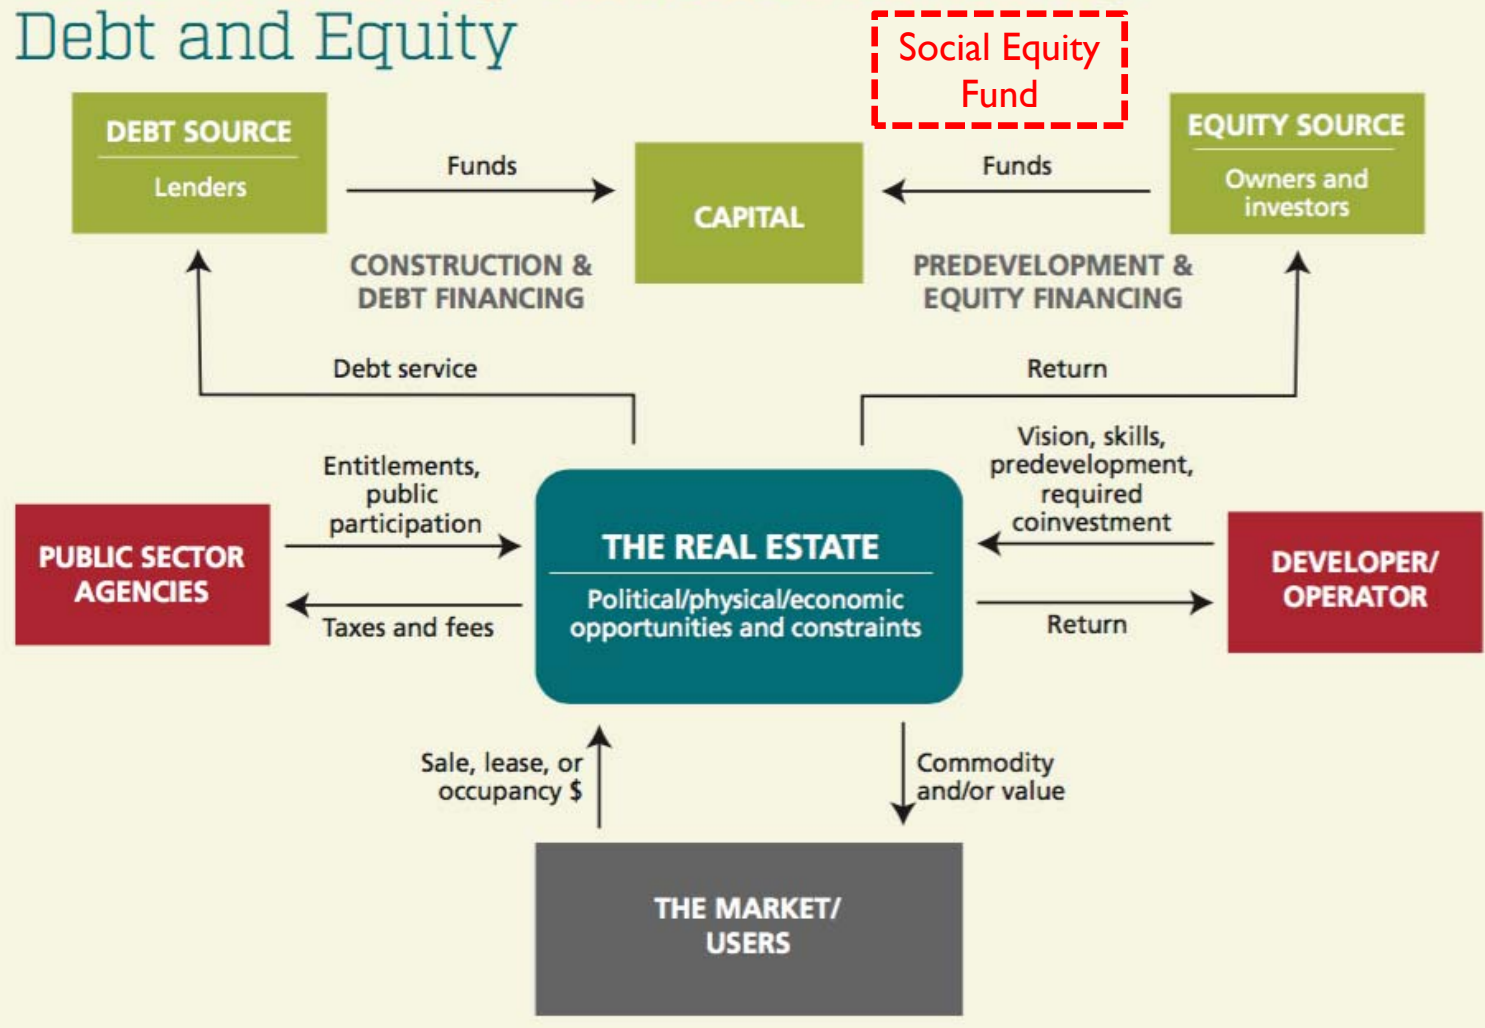 Debt and Equity
Social Equity
Fund
DEBT SOURCE
Lenders
Funds
CAPITAL
Funds
EQUITY SOURCE
Owners and
investors
CONSTRUCTION &
DEBT FINANCING
PREDEVELOPMENT &
EQUITY FINANCING
Debt service
Return
Entitlements,
public
participation
Vision, skills,
predevelopment,
required
coinvestment
PUBLIC SECTOR
AGENCIES
THE REAL ESTATE
Political/physical/economic
opportunities and constraints
DEVELOPER/
OPERATOR
Taxes and fees
Return
Sale, lease, or
occupancy $
Commodity
and/or value
THE MARKET/
USERS